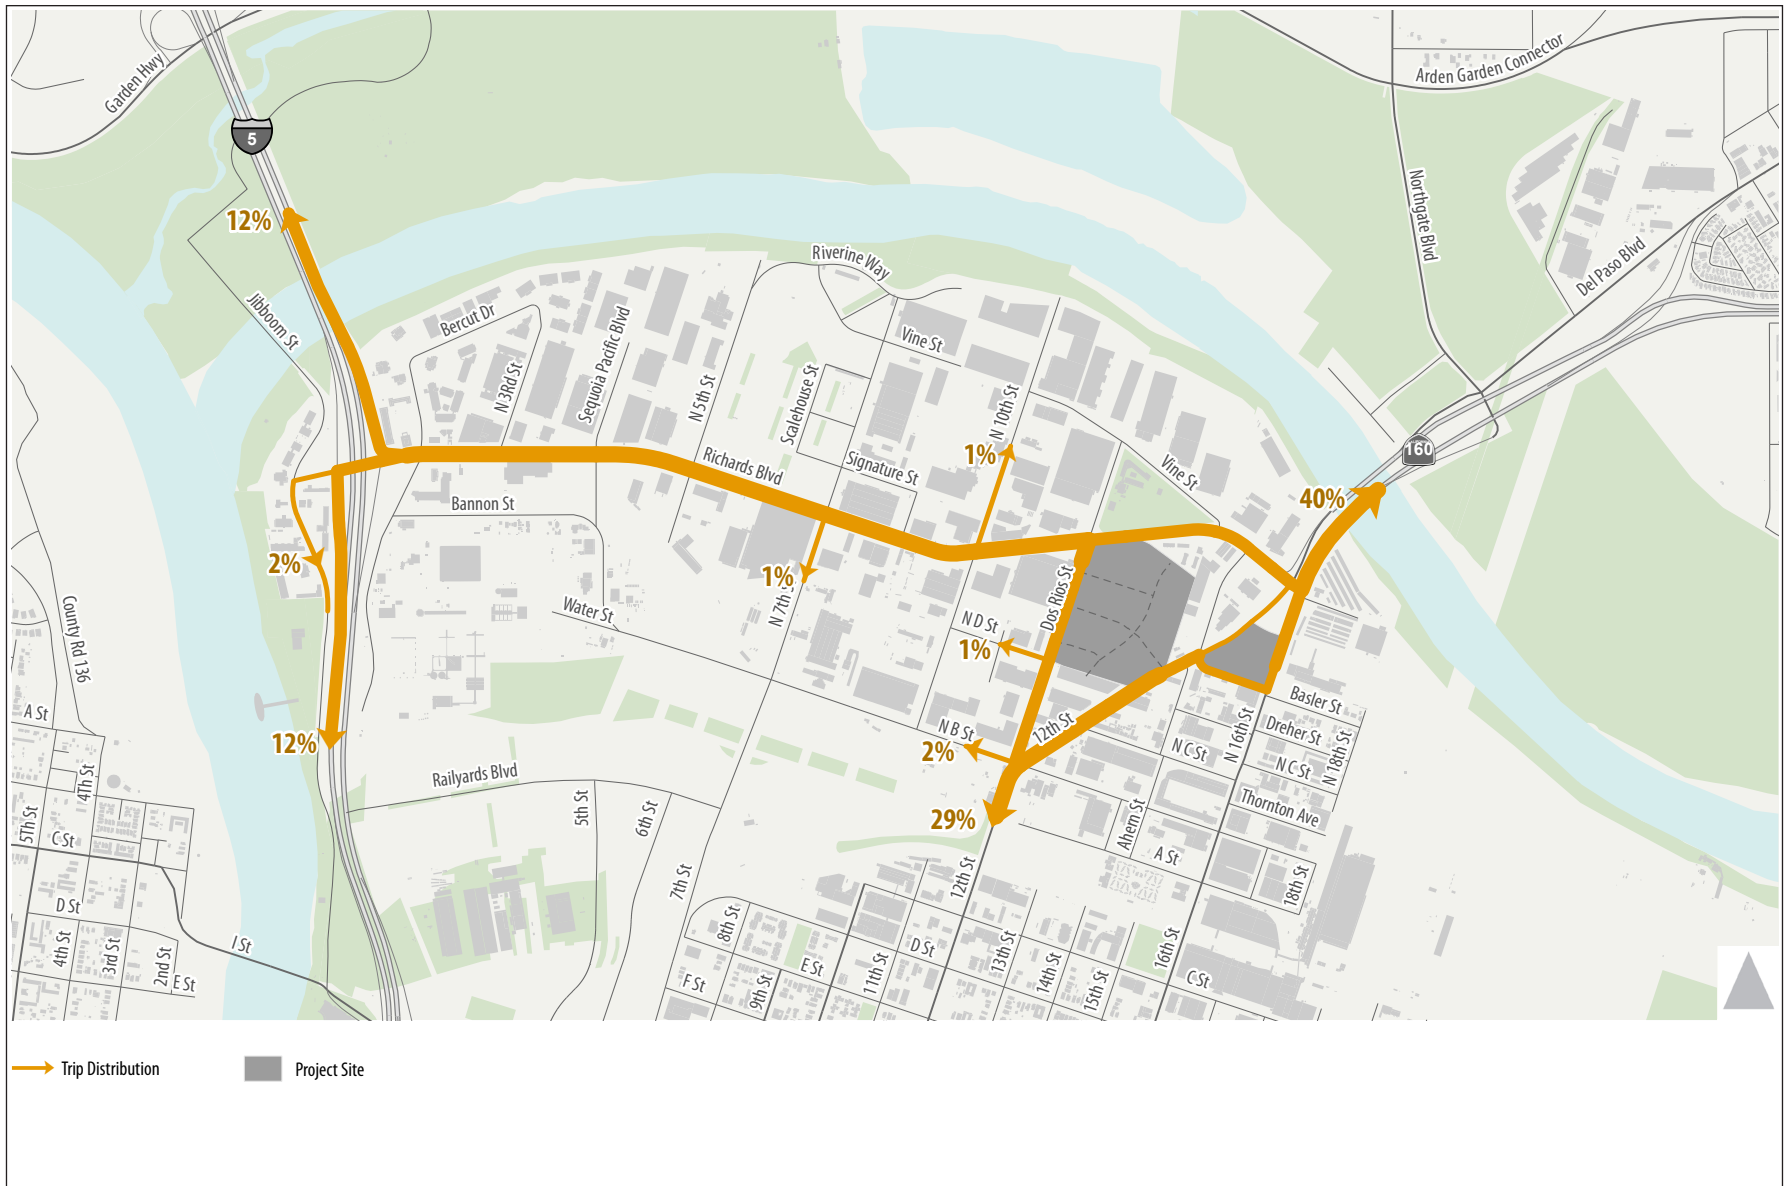 Garden Hwy
Arden Garden Connector
5
Northgate Blvd
12%
Del Paso Blvd
Riverine Way
Jibboom St
Bercut Dr
Sequoia Pacific Blvd
Vine St
N 3Rd St
N 5th St
Scalehouse St
N 10th St
160
1%
Richards Blvd
Signature St
Vine St
40%
Bannon St
2%
1%
N 7th S
Dos Rios St
Water St
N D St
1%
County Rd 136
Basler St
A St
12%
N B St
12th St
Dreher St
2%
N C St
N 16th St
N C St
N 18th St
Railyards Blvd
4Th St
5th St
6th St
29%
Thornton Ave
5Th St
C St
Ahern St
A St
7th St
12th St
18th St
D St
8th St
4th St
3rd St
2nd St
I St
E St
F St
9th St
E St
11th St
D St
13th St
14th St
15th St
16th St
C St
Trip Distribution
Project Site